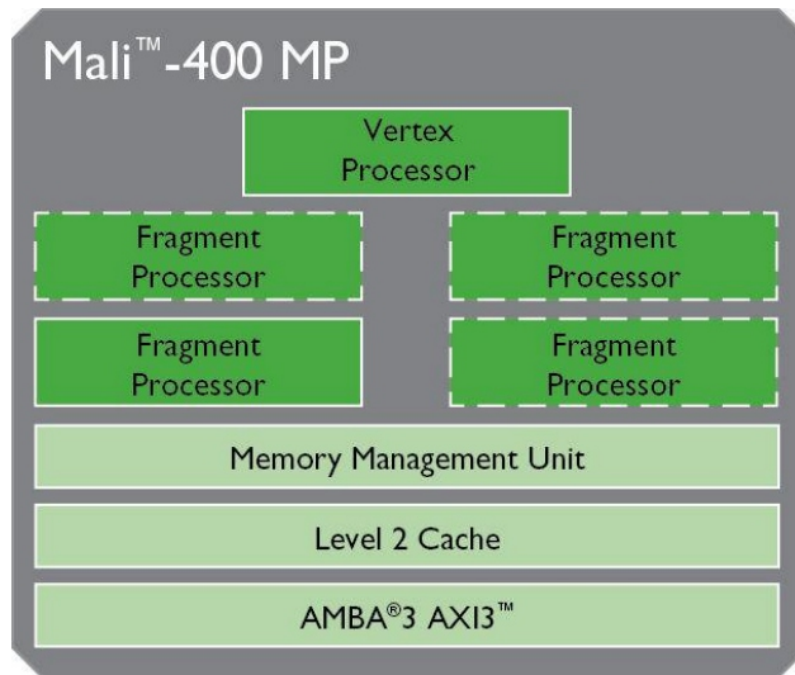 Mali™-400 MP
Vertex
Processor
Fragment
Processor
Fragment
Processor
Fragment
Processor
Fragment
Processor
Memory Management Unit
Level 2 Cache
AMBA®3 AXI3™